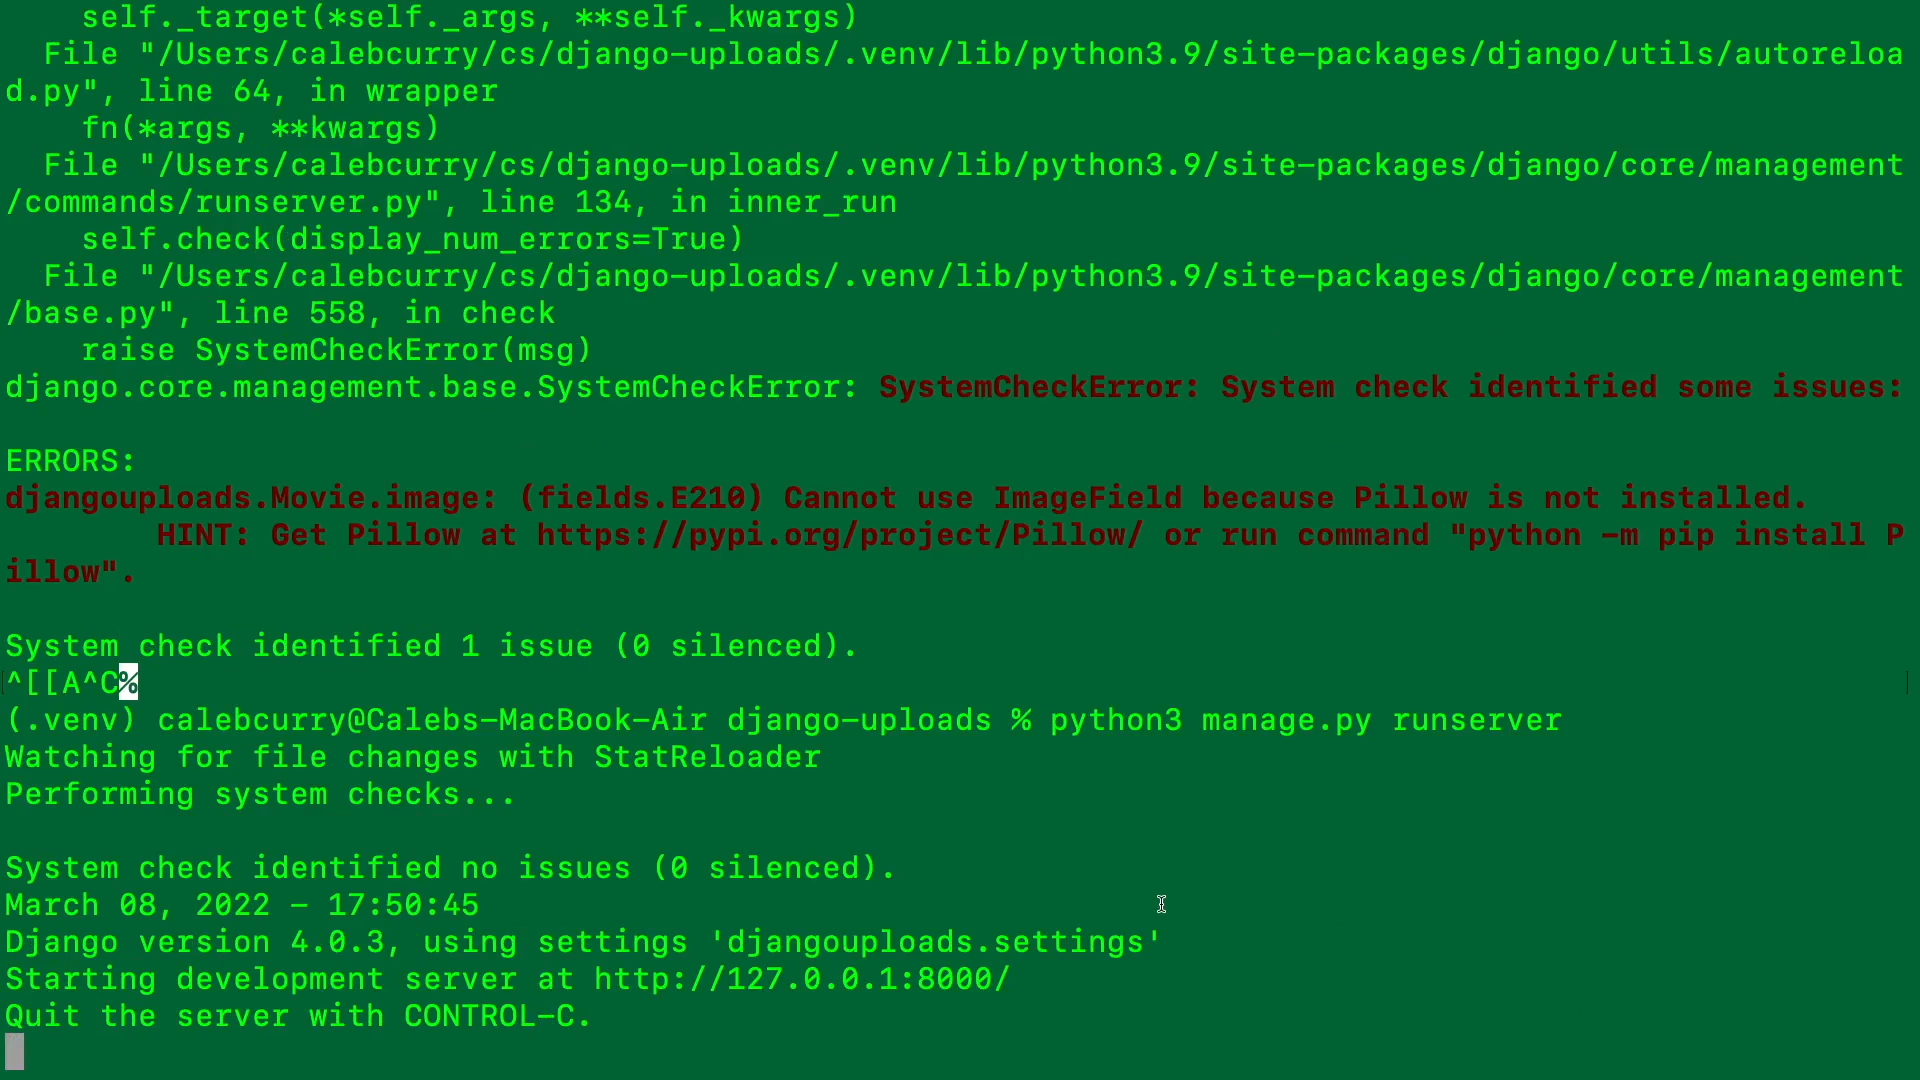 self._target(*self._args, **self._kwargs)
File "/Users/calebcurry/cs/django-uploads/.venv/lib/python3.9/site-packages/django/utils/autoreloa
d.py", line 64, in wrapper
fn(*args, **kwargs)
File "/Users/calebcurry/cs/django-uploads/.venv/lib/python3.9/site-packages/django/core/management
/commands/runserver.py", line 134, in inner_run
self.check(display_num_errors=True)
File "/Users/calebcurry/cs/django-uploads/.venv/lib/python3.9/site-packages/django/core/management
/base.py", line 558, in check
raise SystemCheckError(msg)
django.core.management.base.SystemCheckError: SystemCheckError: System check identified some issues:
ERRORS:
djangouploads.Movie.image: (fields.E210) Cannot use ImageField because Pillow is not installed.
HINT: Get Pillow at https://pypi.org/project/Pillow/ or run command "python -m pip install P
illow".
System check identified 1 issue (0 silenced).
^[[A^C%
(.venv) calebcurry@Calebs-MacBook-Air django-uploads % python3 manage.py runserver
Watching for file changes with StatReloader
Performing system checks...
System check identified no issues (0 silenced).
March 08, 2022 - 17:50:45
Django version 4.0.3, using settings 'djangouploads.settings'
Starting development server at http://127.0.0.1:8000/
Quit the server with CONTROL-C.